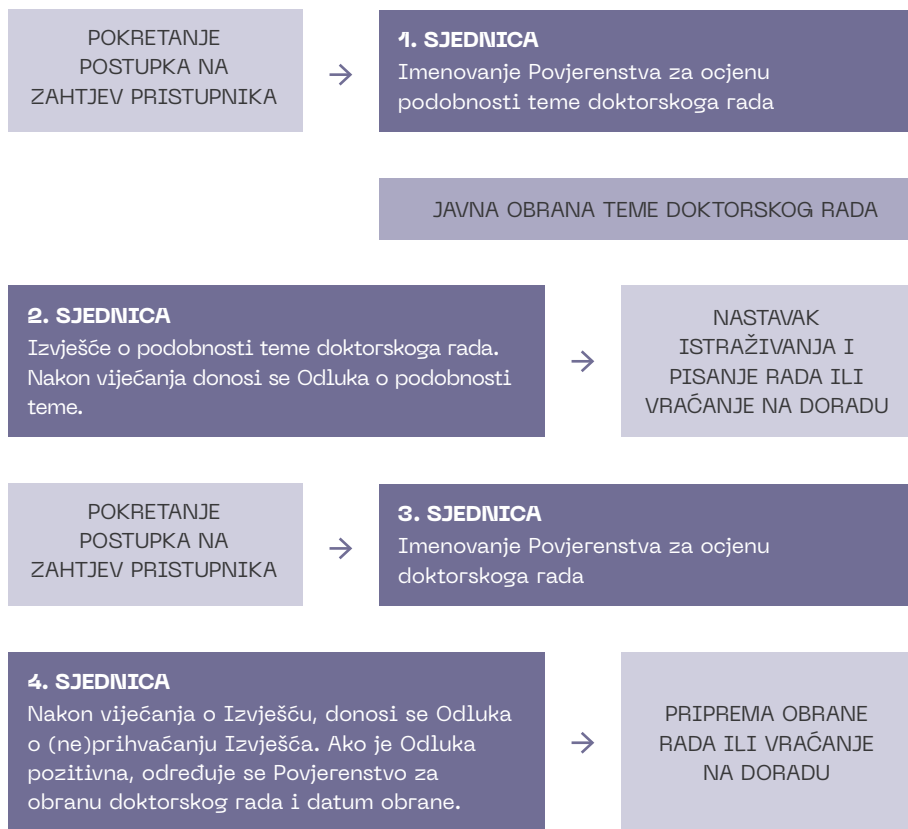 POKRETANJE
POSTUPKA NA
ZAHTJEV PRISTUPNIKA
1. SJEDNICA
Imenovanje Povjerenstva za ocjenu
podobnosti teme doktorskoga rada
JAVNA OBRANA TEME DOKTORSKOG RADA
2. SJEDNICA
Izvješće o podobnosti teme doktorskoga rada.
Nakon vijećanja donosi se Odluka o podobnosti
teme.
NASTAVAK
ISTRAŽIVANJA I
PISANJE RADA ILI
VRAĆANJE NA DORADU
POKRETANJE
POSTUPKA NA
ZAHTJEV PRISTUPNIKA
3. SJEDNICA
Imenovanje Povjerenstva za ocjenu
doktorskoga rada
4. SJEDNICA
Nakon vijećanja o Izvješću, donosi se Odluka
o (ne)prihvaćanju Izvješća. Ako je Odluka
pozitivna, određuje se Povjerenstvo za
obranu doktorskog rada i datum obrane.
PRIPREMA OBRANE
RADA ILI VRAĆANJE
NA DORADU